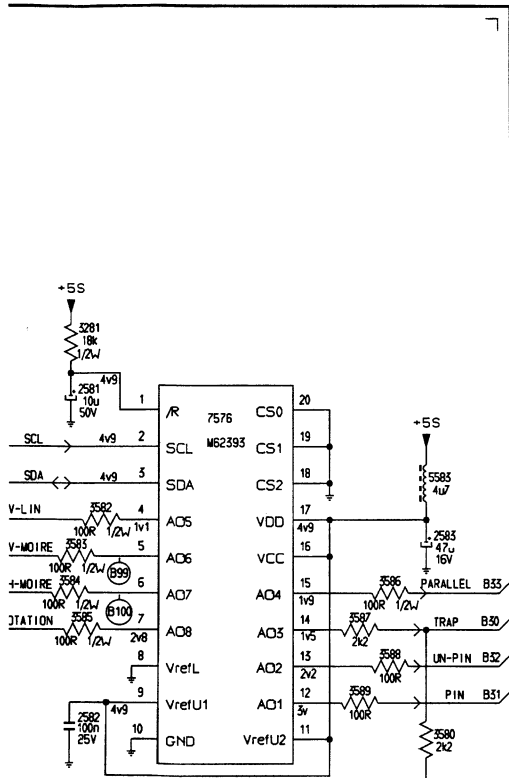 +5S
3281
18k
1/2W
2581
10u
50V
4v9
1
/R
7576
M62393
CS0
20
SCL
4v9
2
SCL
CS1
19
+5S
SDA
4v9
3
SDA
CS2
18
5583
4u7
V-LIN
3582
100R
1/2W
4
1v1
AO5
VDD
17
4v9
2583
47u
16V
V-MOIRE
3583
100R
1/2W
5
B99
AO6
VCC
16
H-MOIRE
3584
100R
1/2W
6
B100
AO7
AO4
15
1v9
3586
100R
1/2W
PARALLEL
B33
OTATION
3585
100R
1/2W
7
2v8
AO8
AO3
14
1v5
3587
2k2
TRAP
B30
8
VrefL
AO2
13
2v2
3588
100R
UN-PIN
B32
9
4v9
VrefU1
AO1
12
3v
3589
100R
PIN
B31
2582
100n
25V
10
GND
VrefU2
11
3580
2k2